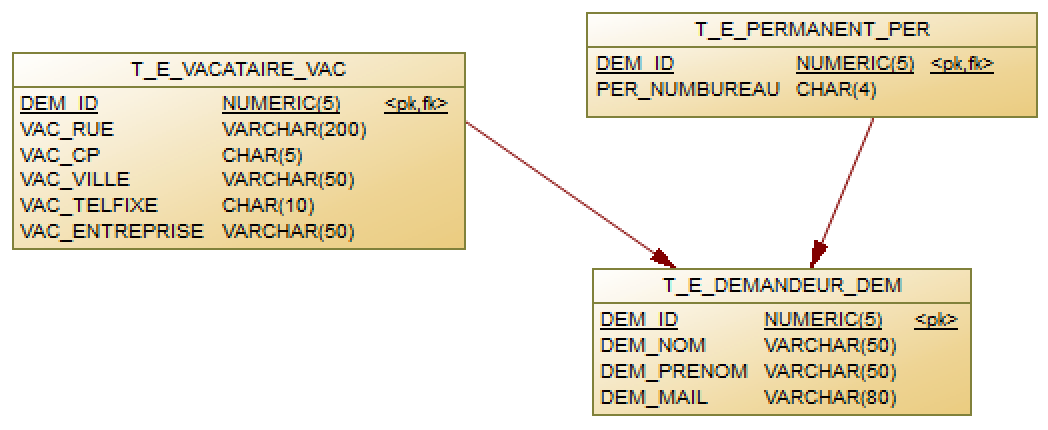 T_E_VACATAIRE_VAC
DEM_ID NUMERIC(5) <pk,fk>
VAC_RUE VARCHAR(200)
VAC_CP CHAR(5)
VAC_VILLE VARCHAR(50)
VAC_TELFIXE CHAR(10)
VAC_ENTREPRISE VARCHAR(50)
T_E_PERMANENT_PER
DEM_ID NUMERIC(5) <pk,fk>
PER_NUMBUREAU CHAR(4)
T_E_DEMANDEUR_DEM
DEM_ID NUMERIC(5) <pk>
DEM_NOM VARCHAR(50)
DEM_PRENOM VARCHAR(50)
DEM_MAIL VARCHAR(80)